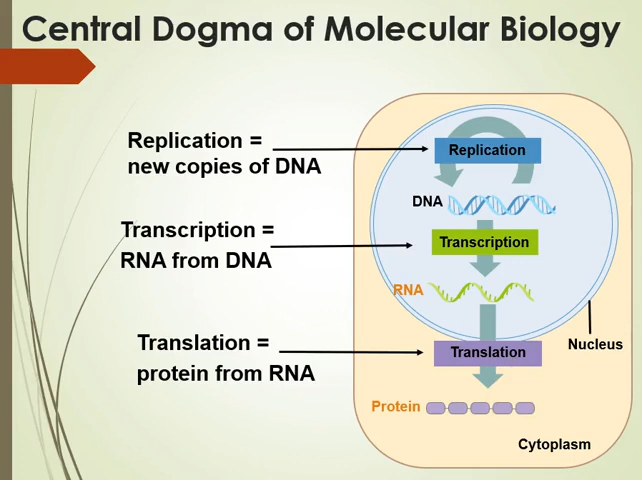 Central Dogma of Molecular Biology
Replication =
new copies of DNA
Transcription =
RNA from DNA
Translation =
protein from RNA
Replication
DNA
Transcription
RNA
Nucleus
Translation
Protein
Cytoplasm